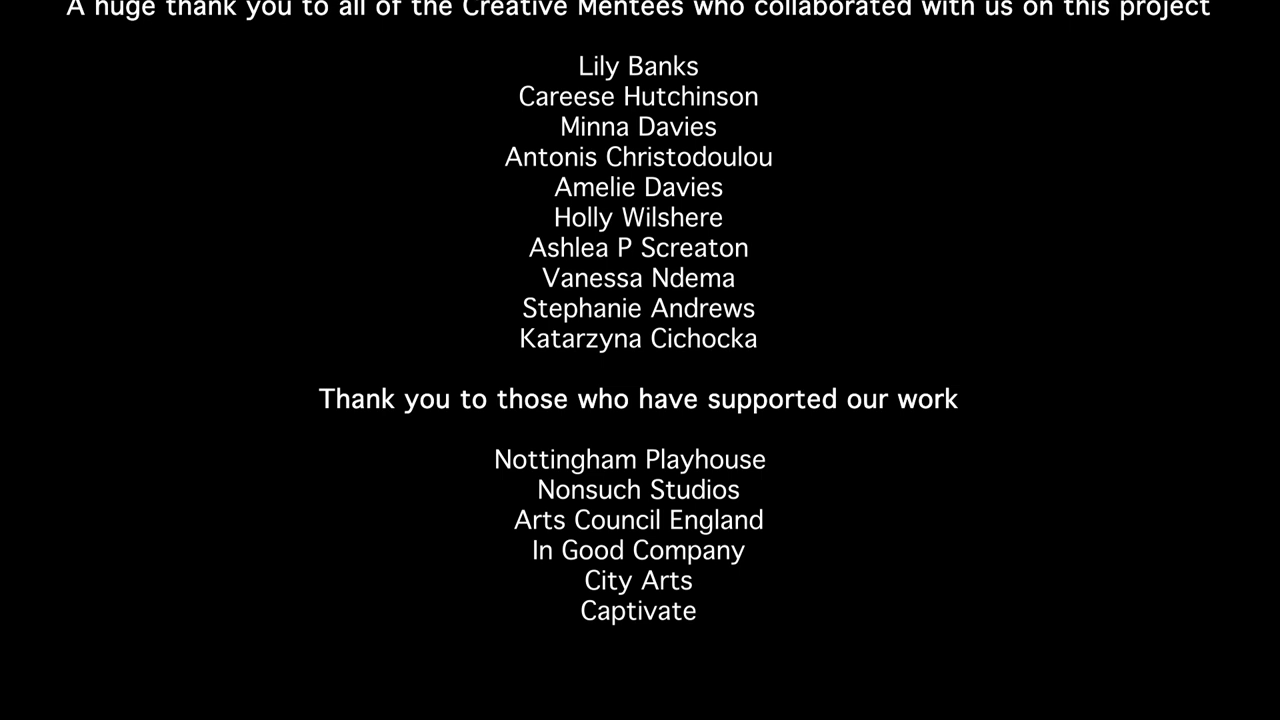 A huge thank you to all of the Creative Mentees who collaborated with us on this project
Lily Banks
Careese Hutchinson
Minna Davies
Antonis Christodoulou
Amelie Davies
Holly Wilshere
Ashlea P Screaton
Vanessa Ndema
Stephanie Andrews
Katarzyna Cichocka
Thank you to those who have supported our work
Nottingham Playhouse
Nonsuch Studios
Arts Council England
In Good Company
City Arts
Captivate